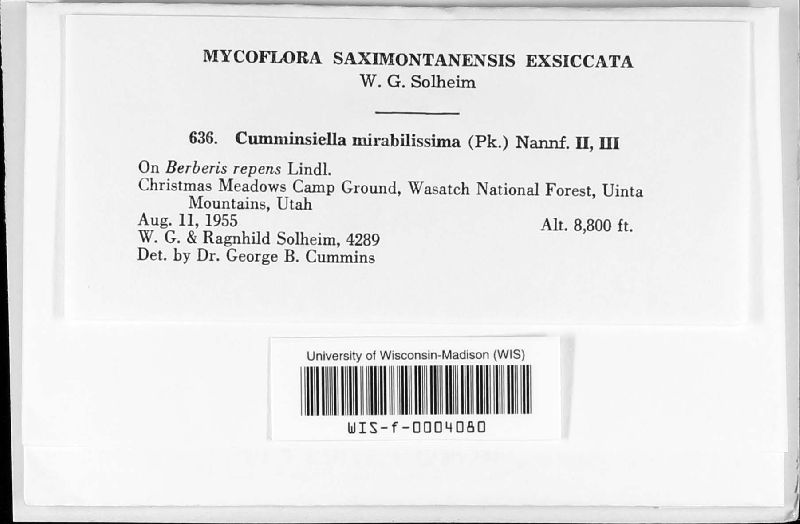 MYCOFLORA SAXIMONTANENSIS EXSICCATA
W. G. Solheim
636. Cumminsiella mirabilissima (Pk.) Nannf. II, III
On Berberis repens Lindl.
Christmas Meadows Camp Ground, Wasatch National Forest, Uinta
Mountains, Utah
Aug. 11, 1955 Alt. 8,800 ft.
W. G. & Ragnhild Solheim, 4289
Det. by Dr. George B. Cummins
University of Wisconsin-Madison (WIS)
WIS-f-0004080